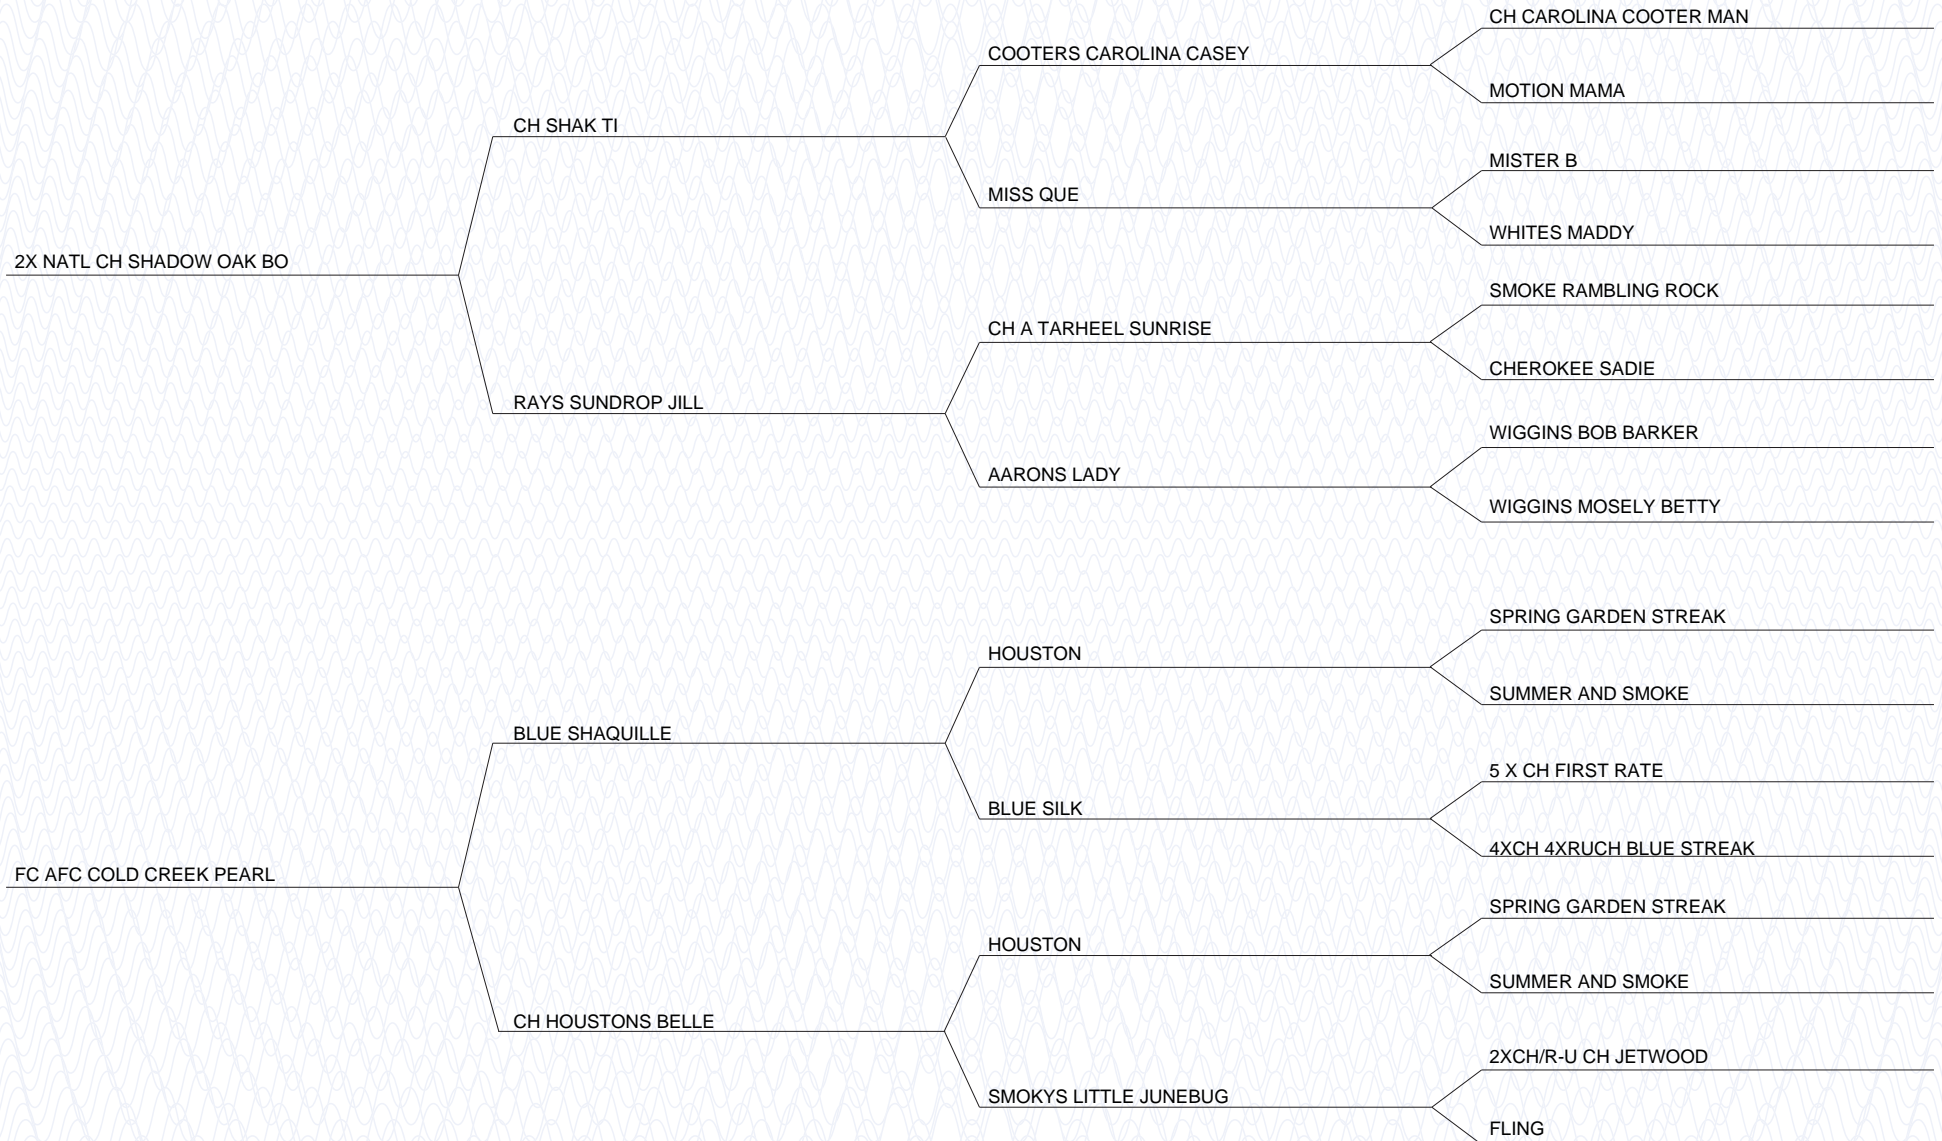 CH CAROLINA COOTER MAN
COOTERS CAROLINA CASEY
MOTION MAMA
CH SHAK TI
MISTER B
MISS QUE
WHITES MADDY
2X NATL CH SHADOW OAK BO
SMOKE RAMBLING ROCK
CH A TARHEEL SUNRISE
CHEROKEE SADIE
RAYS SUNDROP JILL
WIGGINS BOB BARKER
AARONS LADY
WIGGINS MOSELY BETTY
SPRING GARDEN STREAK
HOUSTON
SUMMER AND SMOKE
BLUE SHAQUILLE
5 X CH FIRST RATE
BLUE SILK
4XCH 4XRUCH BLUE STREAK
FC AFC COLD CREEK PEARL
SPRING GARDEN STREAK
HOUSTON
SUMMER AND SMOKE
CH HOUSTONS BELLE
2XCH/R-U CH JETWOOD
SMOKYS LITTLE JUNEBUG
FLING